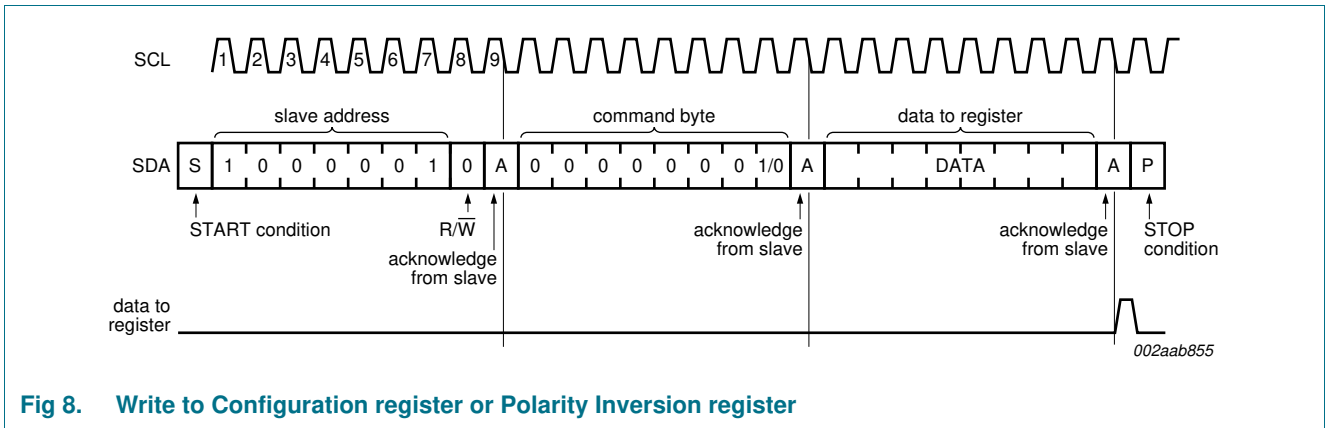 SCL 1 2 3 4 5 6 7 8 9
slave address command byte data to register
SDA S 1 0 0 0 0 0 1 0 A 0 0 0 0 0 0 0 1/0 A DATA A P
START condition R/W̅ acknowledge from slave acknowledge from slave acknowledge from slave STOP condition
data to
register
002aab855
Fig 8. Write to Configuration register or Polarity Inversion register